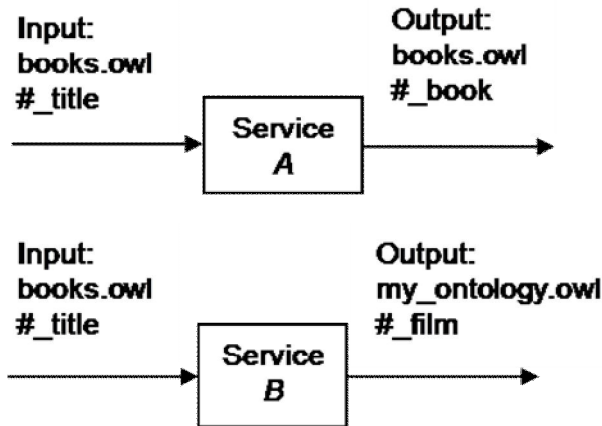 Input:
books.owl
#_title
Service
A
Output:
books.owl
#_book
Input:
books.owl
#_title
Service
B
Output:
my_ontology.owl
#_film